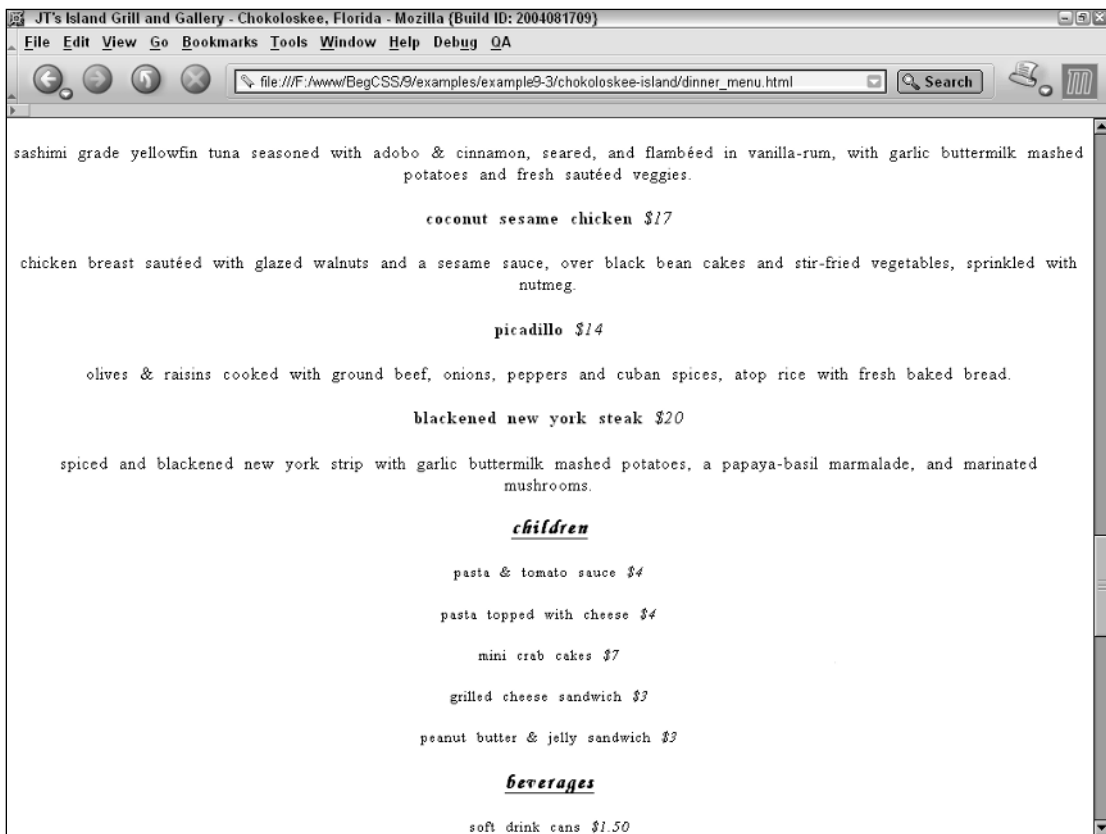 JT's Island Grill and Gallery - Chokoloskee, Florida - Mozilla {Build ID: 2004081709}
File Edit View Go Bookmarks Tools Window Help Debug QA
file:///F:/www/BegCSS/9/examples/example9-3/chokoloskee-island/dinner_menu.html Search
sashimi grade yellowfin tuna seasoned with adobo & cinnamon, seared, and flambéed in vanilla-rum, with garlic buttermilk mashed
potatoes and fresh sautéed veggies.
coconut sesame chicken $17
chicken breast sautéed with glazed walnuts and a sesame sauce, over black bean cakes and stir-fried vegetables, sprinkled with
nutmeg.
picadillo $14
olives & raisins cooked with ground beef, onions, peppers and cuban spices, atop rice with fresh baked bread.
blackened new york steak $20
spiced and blackened new york strip with garlic buttermilk mashed potatoes, a papaya-basil marmalade, and marinated
mushrooms.
children
pasta & tomato sauce $4
pasta topped with cheese $4
mini crab cakes $7
grilled cheese sandwich $3
peanut butter & jelly sandwich $3
beverages
soft drink cans $1.50